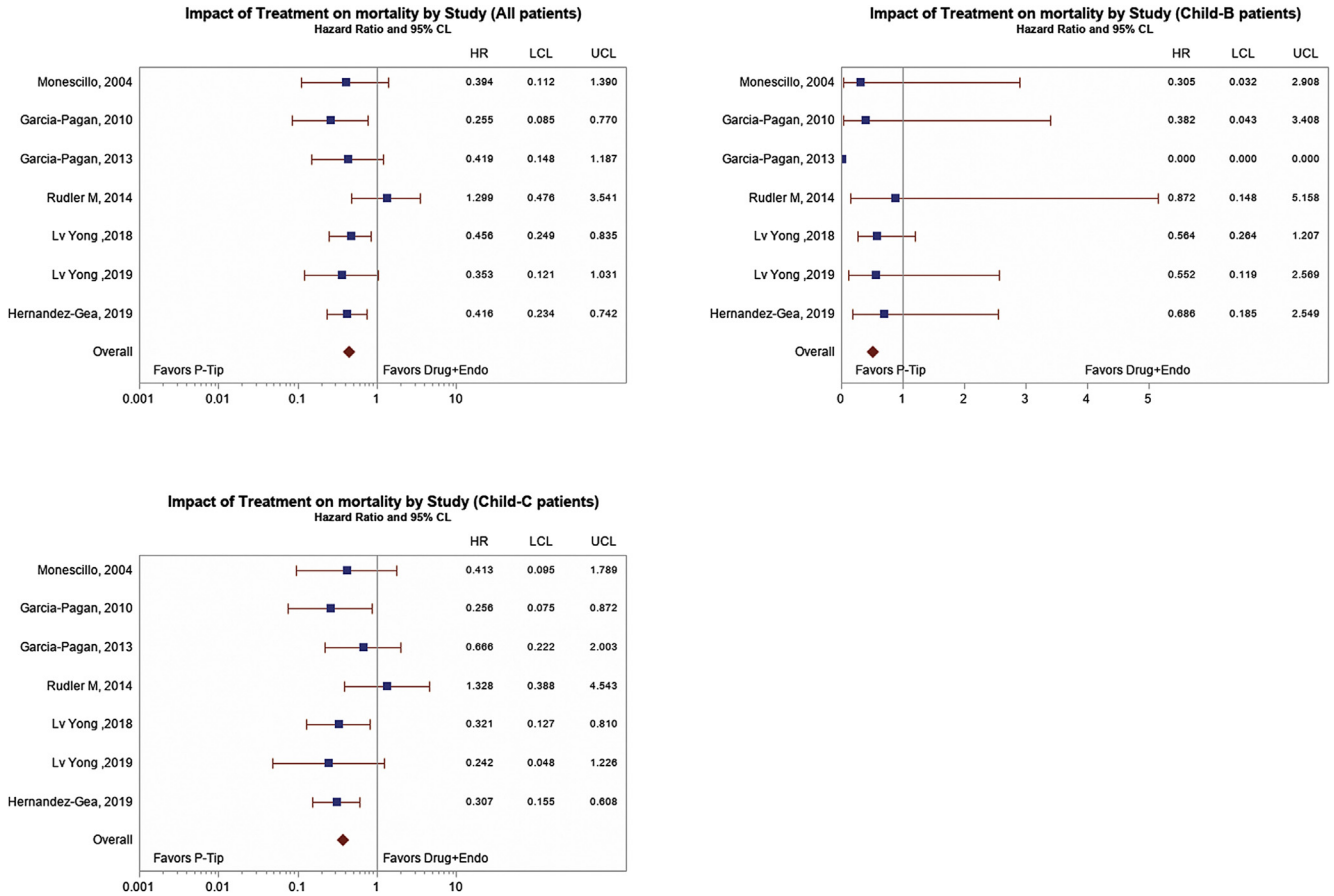 Impact of Treatment on mortality by Study (All patients)
Hazard Ratio and 95% CL
HR LCL UCL
Monescillo, 2004 0.394 0.112 1.390
Garcia-Pagan, 2010 0.255 0.085 0.770
Garcia-Pagan, 2013 0.419 0.148 1.187
Rudler M, 2014 1.299 0.476 3.541
Lv Yong ,2018 0.456 0.249 0.835
Lv Yong ,2019 0.353 0.121 1.031
Hernandez-Gea, 2019 0.416 0.234 0.742
Overall
Favors P-Tip Favors Drug+Endo
0.001 0.01 0.1 1 10
Impact of Treatment on mortality by Study (Child-B patients)
Hazard Ratio and 95% CL
HR LCL UCL
Monescillo, 2004 0.305 0.032 2.908
Garcia-Pagan, 2010 0.382 0.043 3.408
Garcia-Pagan, 2013 0.000 0.000 0.000
Rudler M, 2014 0.872 0.148 5.158
Lv Yong ,2018 0.564 0.264 1.207
Lv Yong ,2019 0.552 0.119 2.569
Hernandez-Gea, 2019 0.686 0.185 2.549
Overall
Favors P-Tip Favors Drug+Endo
0 1 2 3 4 5
Impact of Treatment on mortality by Study (Child-C patients)
Hazard Ratio and 95% CL
HR LCL UCL
Monescillo, 2004 0.413 0.095 1.789
Garcia-Pagan, 2010 0.256 0.075 0.872
Garcia-Pagan, 2013 0.666 0.222 2.003
Rudler M, 2014 1.328 0.388 4.543
Lv Yong ,2018 0.321 0.127 0.810
Lv Yong ,2019 0.242 0.048 1.226
Hernandez-Gea, 2019 0.307 0.155 0.608
Overall
Favors P-Tip Favors Drug+Endo
0.001 0.01 0.1 1 10